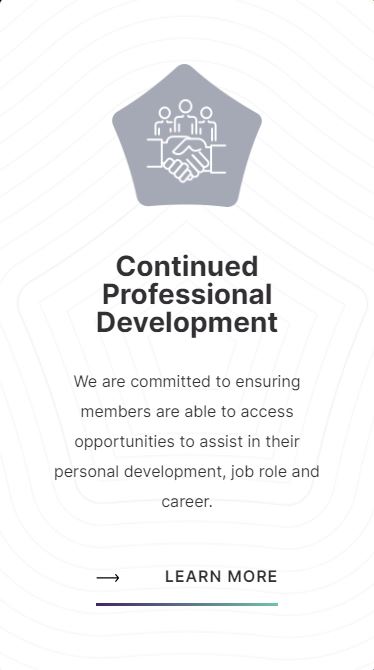 Continued
Professional
Development
We are committed to ensuring
members are able to access
opportunities to assist in their
personal development, job role and
career.
LEARN MORE